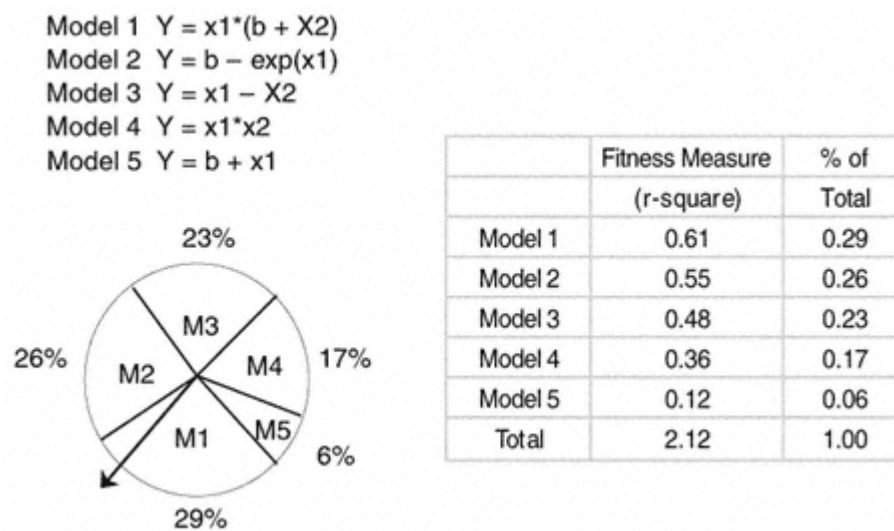 Model 1 Y = x1*(b + X2)
Model 2 Y = b – exp(x1)
Model 3 Y = x1 – X2
Model 4 Y = x1*x2
Model 5 Y = b + x1
23%
26%
M3
M2
M4
17%
M1
M5
6%
29%
Fitness Measure % of
(r-square) Total
Model 1 0.61 0.29
Model 2 0.55 0.26
Model 3 0.48 0.23
Model 4 0.36 0.17
Model 5 0.12 0.06
Total 2.12 1.00